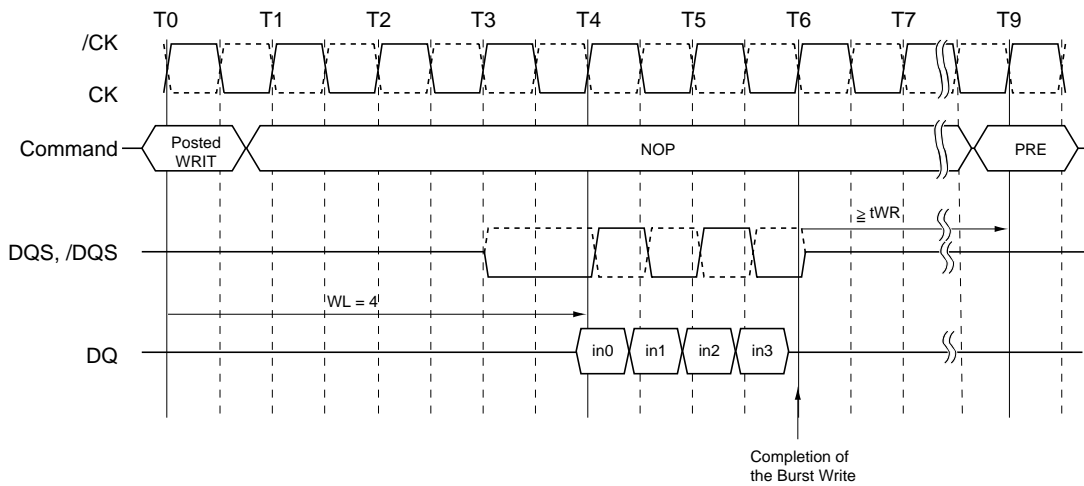 T0 T1 T2 T3 T4 T5 T6 T7 T9
/CK
CK
Command
Posted
WRIT
NOP
PRE
≧ tWR
DQS, /DQS
WL = 4
DQ
in0 in1 in2 in3
Completion of
the Burst Write